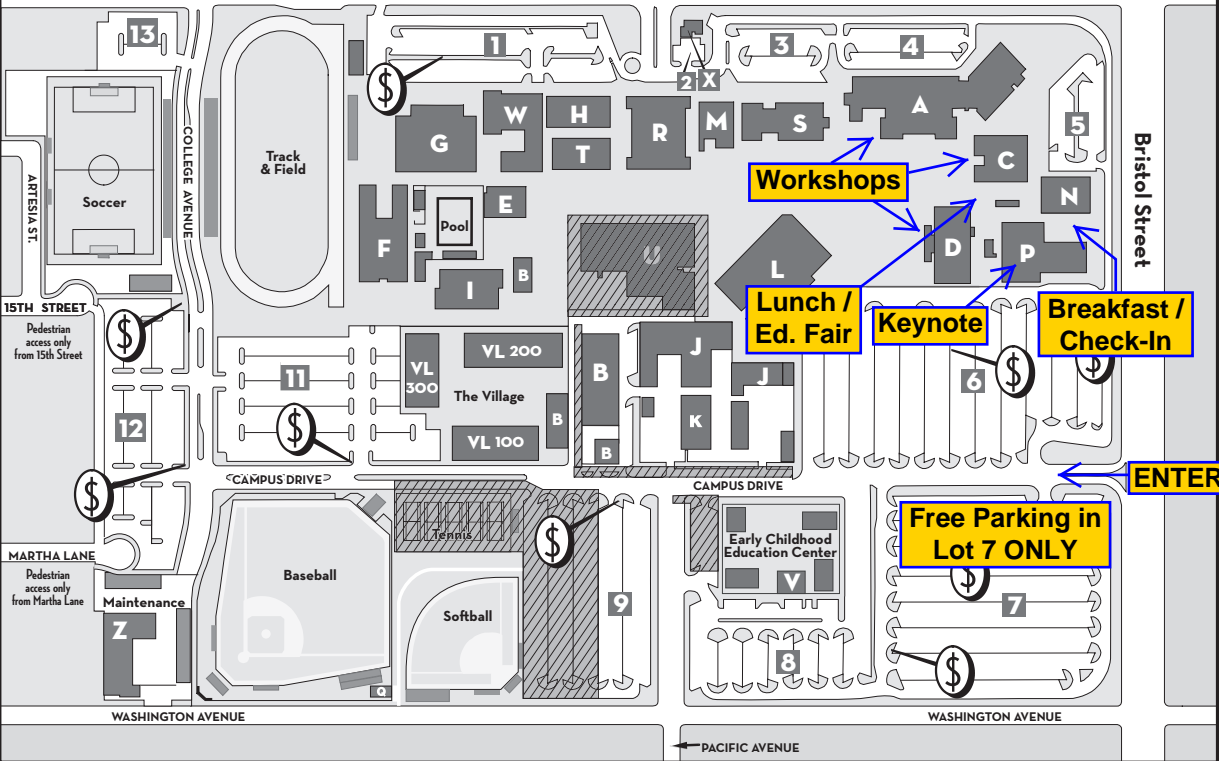 13
1
2
X
3
4
5
$
G
W
H
T
R
M
S
A
C
N
Workshops
Bristol Street
COLLEGE AVENUE
ARTESIA ST.
Soccer
Track
& Field
F
Pool
E
I
B
U
L
D
P
15TH STREET
Pedestrian
access only
from 15th Street
$
Lunch /
Ed. Fair
Keynote
Breakfast /
Check-In
11
12
$
$
VL
300
VL 200
The Village
VL 100
B
B
B
J
J
K
6
$
$
CAMPUS DRIVE
CAMPUS DRIVE
ENTER
Free Parking in
Lot 7 ONLY
MARTHA LANE
Pedestrian
access only
from Martha Lane
Maintenance
Z
Baseball
Q
Tennis
Softball
$
9
Early Childhood
Education Center
V
8
$
7
$
WASHINGTON AVENUE
WASHINGTON AVENUE
PACIFIC AVENUE